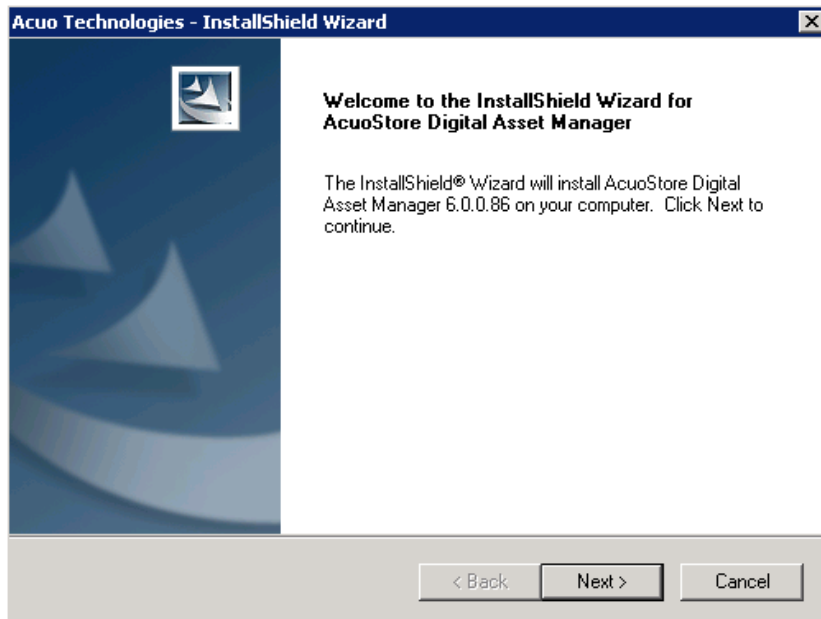 Acuo Technologies - InstallShield Wizard
Welcome to the InstallShield Wizard for
AcuoStore Digital Asset Manager
The InstallShield® Wizard will install AcuoStore Digital
Asset Manager 6.0.0.86 on your computer. Click Next to
continue.
< Back
Next >
Cancel